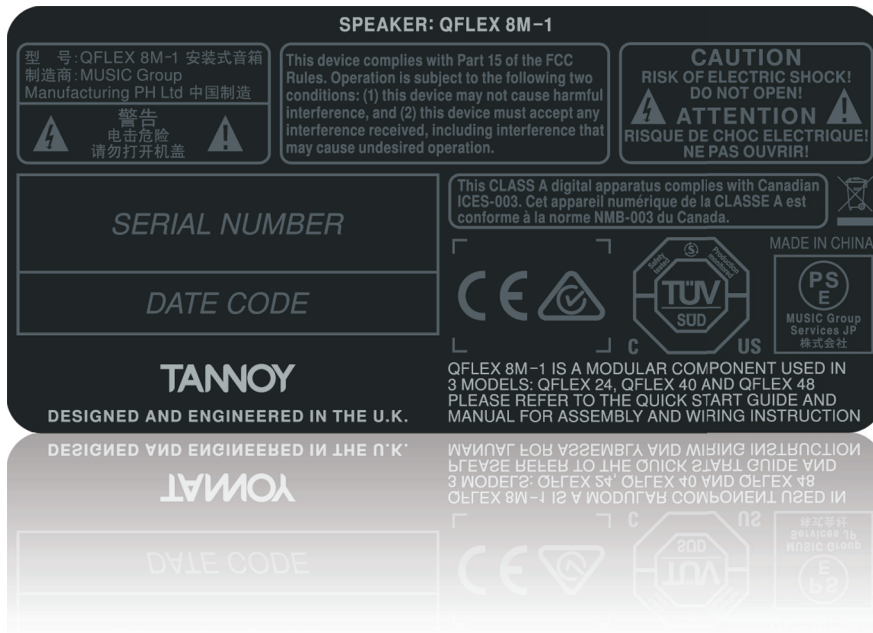 SPEAKER: QFLEX 8M-1
型 号:QFLEX 8M-1 安装式音箱
制造商:MUSIC Group
Manufacturing PH Ltd 中国制造
警告
电击危险
请勿打开机盖
This device complies with Part 15 of the FCC
Rules. Operation is subject to the following two
conditions: (1) this device may not cause harmful
interference, and (2) this device must accept any
interference received, including interference that
may cause undesired operation.
CAUTION
RISK OF ELECTRIC SHOCK!
DO NOT OPEN!
ATTENTION
RISQUE DE CHOC ELECTRIQUE!
NE PAS OUVRIR!
SERIAL NUMBER
DATE CODE
This CLASS A digital apparatus complies with Canadian
ICES-003. Cet appareil numérique de la CLASSE A est
conforme à la norme NMB-003 du Canada.
CE
Safety tested
S
Production monitored
TÜV
SÜD
C US
MADE IN CHINA
PS
E
MUSIC Group
Services JP
株式会社
TANNOY
DESIGNED AND ENGINEERED IN THE U.K.
QFLEX 8M-1 IS A MODULAR COMPONENT USED IN
3 MODELS: QFLEX 24, QFLEX 40 AND QFLEX 48
PLEASE REFER TO THE QUICK START GUIDE AND
MANUAL FOR ASSEMBLY AND WIRING INSTRUCTION